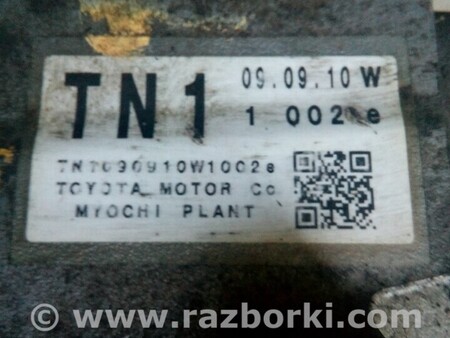 TN1 09.09.10 W
1 002 e
TN1090910W1002e
TOYOTA MOTOR Co
MYOCHI PLANT
© www.razborki.com